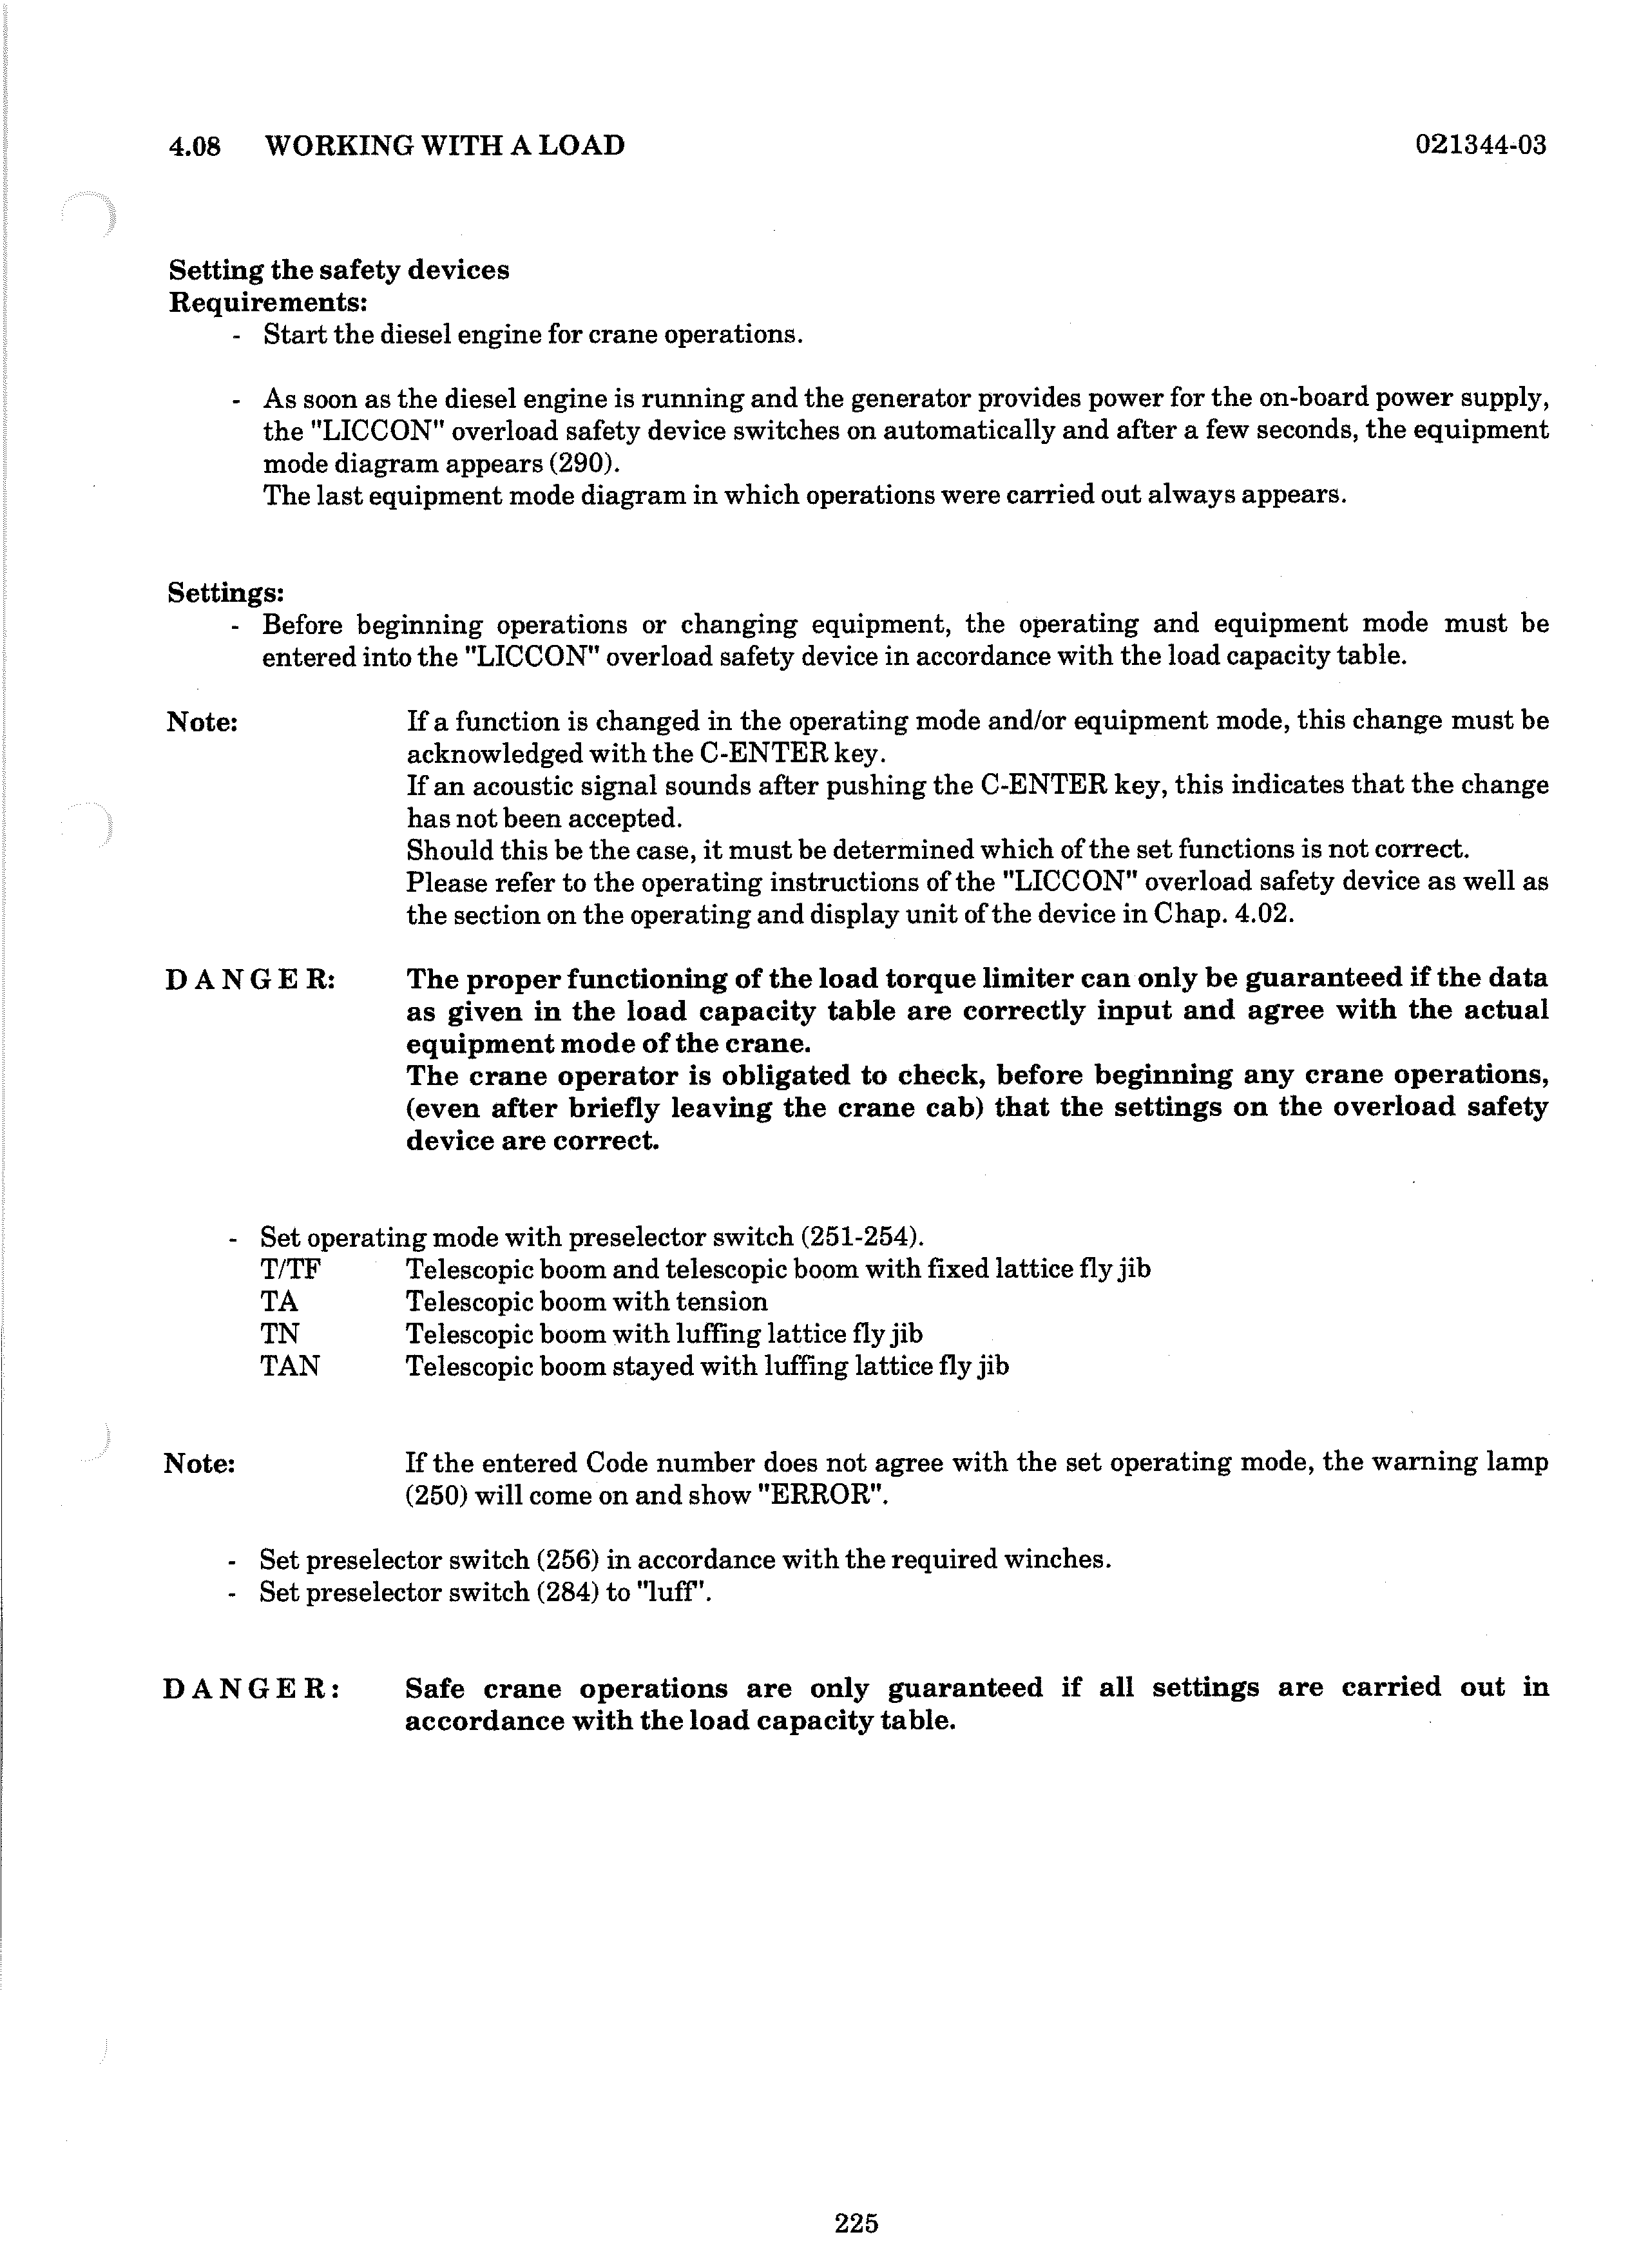 4.08 WORKING WITH A LOAD 021344-03
Setting the safety devices
Requirements:
- Start the diesel engine for crane operations.
- As soon as the diesel engine is running and the generator provides power for the on-board power supply,
the "LICCON" overload safety device switches on automatically and after a few seconds, the equipment
mode diagram appears (290).
The last equipment mode diagram in which operations were carried out always appears.
Settings:
- Before beginning operations or changing equipment, the operating and equipment mode must be
entered into the "LICCON" overload safety device in accordance with the load capacity table.
Note: If a function is changed in the operating mode and/or equipment mode, this change must be
acknowledged with the C-ENTER key.
If an acoustic signal sounds after pushing the C-ENTER key, this indicates that the change
has not been accepted.
Should this be the case, it must be determined which of the set functions is not correct.
Please refer to the operating instructions of the "LICCON" overload safety device as well as
the section on the operating and display unit of the device in Chap. 4.02.
D A N G E R: The proper functioning of the load torque limiter can only be guaranteed if the data
as given in the load capacity table are correctly input and agree with the actual
equipment mode of the crane.
The crane operator is obligated to check, before beginning any crane operations,
(even after briefly leaving the crane cab) that the settings on the overload safety
device are correct.
- Set operating mode with preselector switch (251-254).
T/TF Telescopic boom and telescopic boom with fixed lattice fly jib
TA Telescopic boom with tension
TN Telescopic boom with luffing lattice fly jib
TAN Telescopic boom stayed with luffing lattice fly jib
Note: If the entered Code number does not agree with the set operating mode, the warning lamp
(250) will come on and show "ERROR".
- Set preselector switch (256) in accordance with the required winches.
- Set preselector switch (284) to "luff".
D A N G E R: Safe crane operations are only guaranteed if all settings are carried out in
accordance with the load capacity table.
225